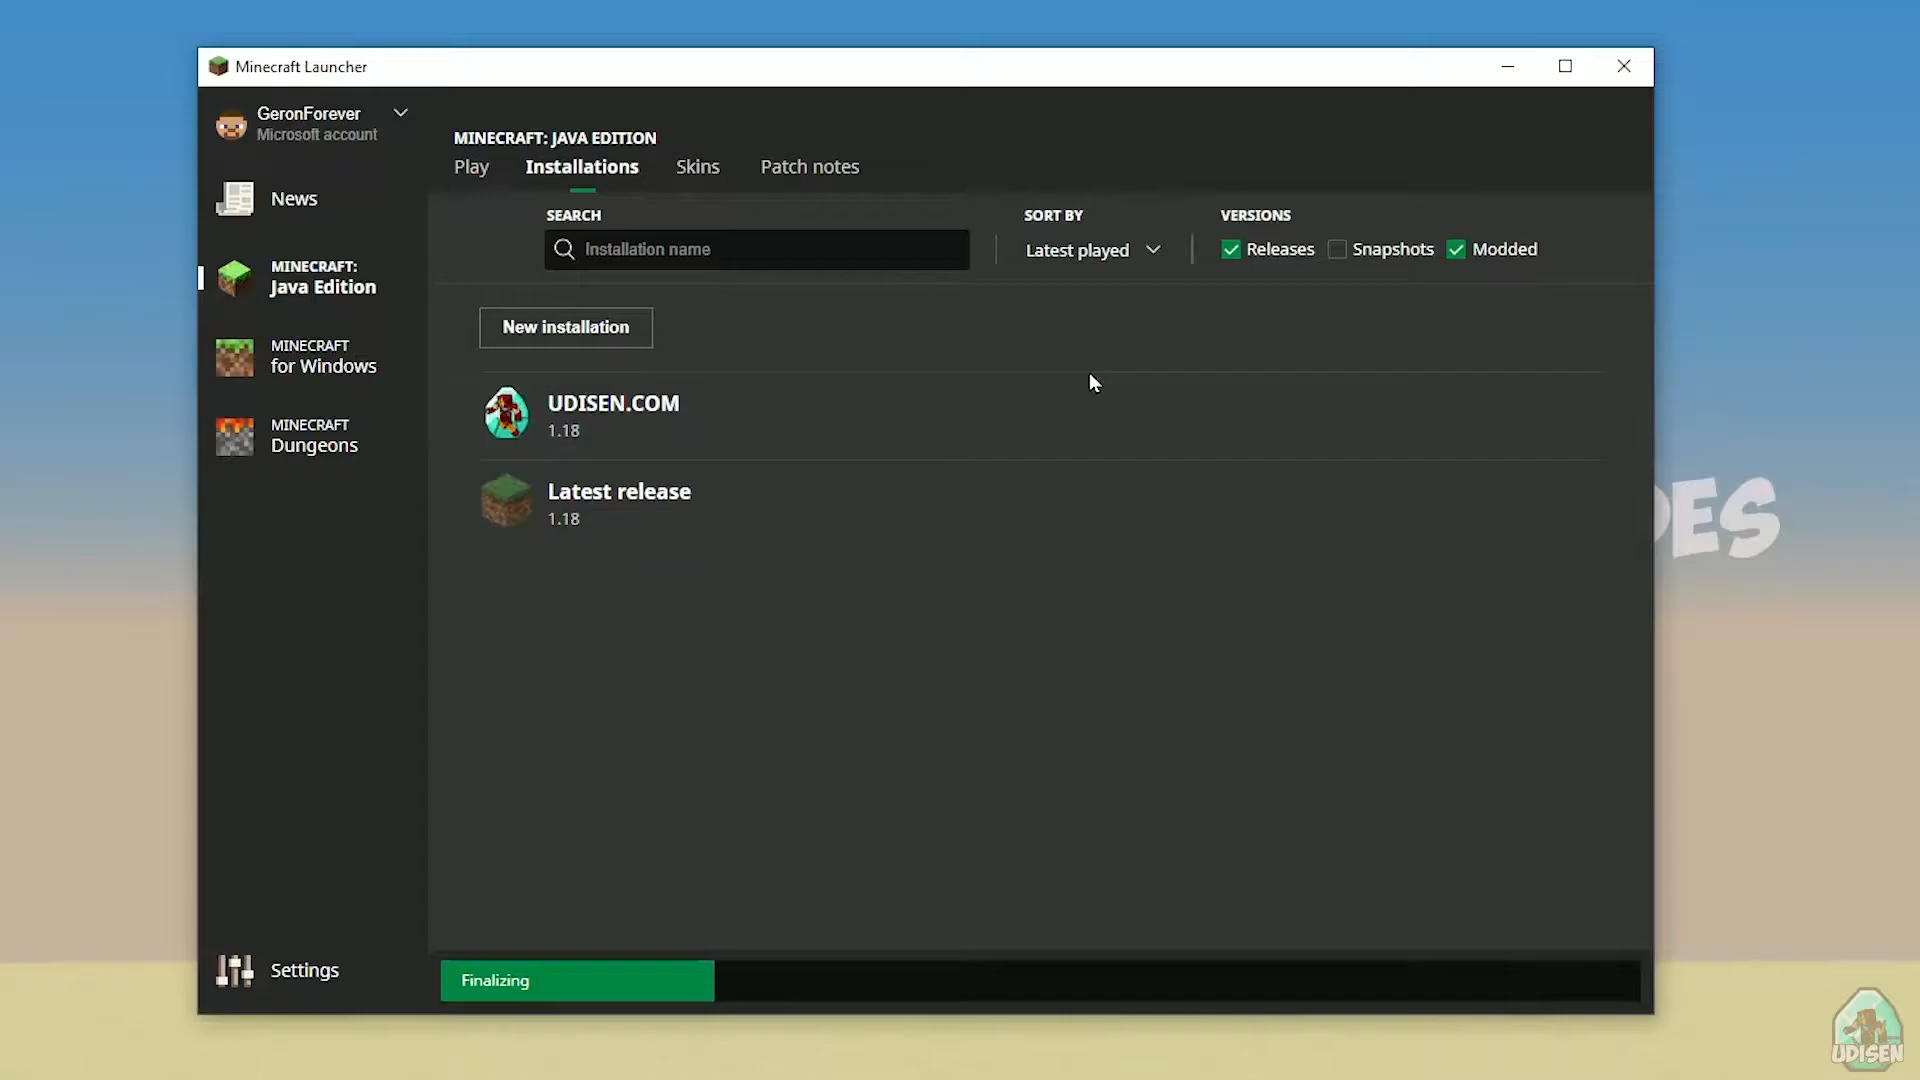 Minecraft Launcher
GeronForever
Microsoft account
News
MINECRAFT:
Java Edition
MINECRAFT
for Windows
MINECRAFT
Dungeons
Settings
MINECRAFT: JAVA EDITION
Play Installations Skins Patch notes
SEARCH SORT BY VERSIONS
Installation name Latest played Releases Snapshots Modded
New installation
UDISEN.COM
1.18
Latest release
1.18
Finalizing
UDISEN